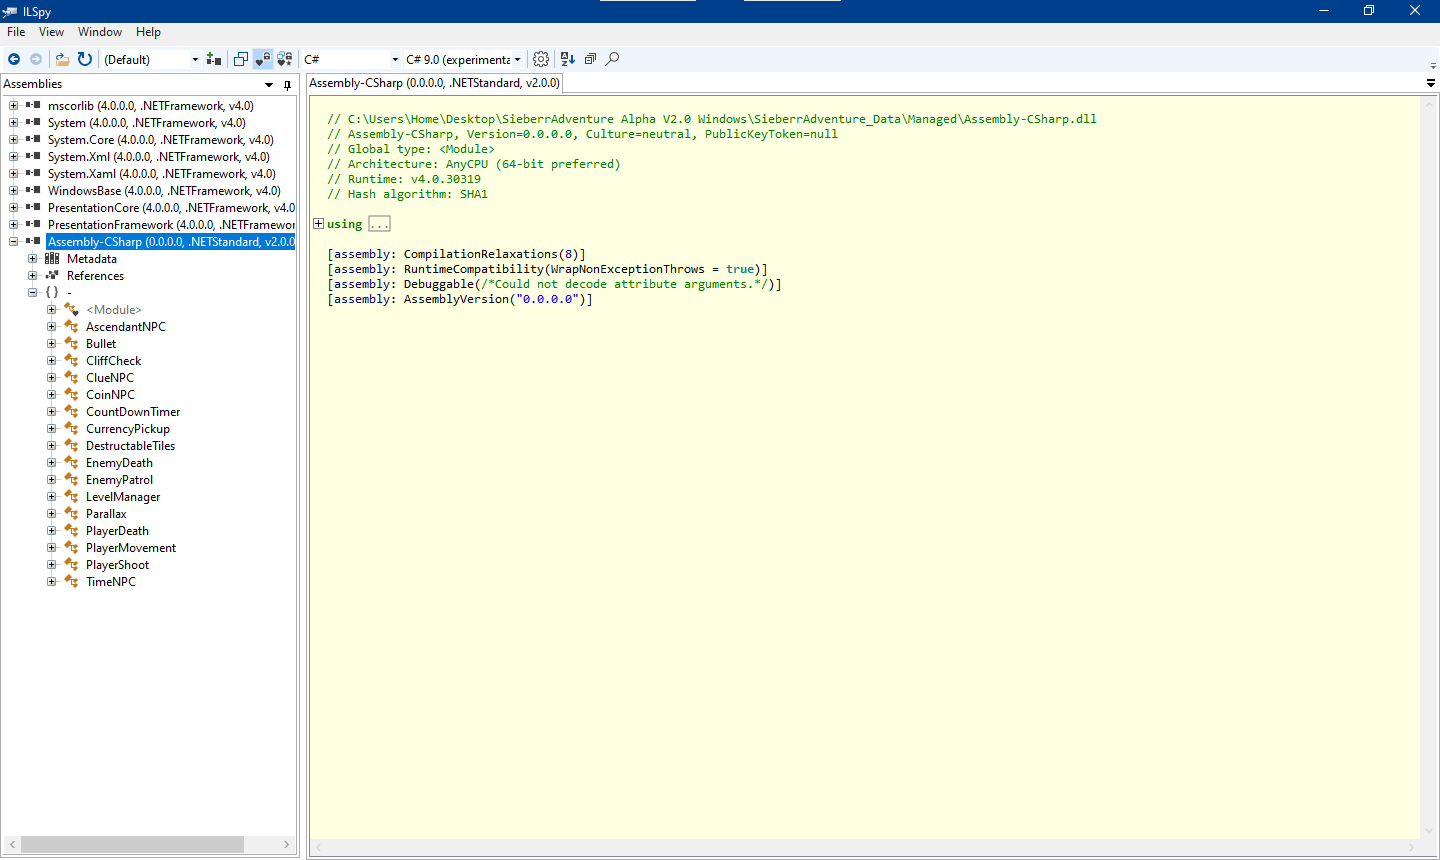 ILSpy
File View Window Help
(Default) C# C# 9.0 (experimenta
Assemblies
mscorlib (4.0.0.0, .NETFramework, v4.0)
System (4.0.0.0, .NETFramework, v4.0)
System.Core (4.0.0.0, .NETFramework, v4.0)
System.Xml (4.0.0.0, .NETFramework, v4.0)
System.Xaml (4.0.0.0, .NETFramework, v4.0)
WindowsBase (4.0.0.0, .NETFramework, v4.0)
PresentationCore (4.0.0.0, .NETFramework, v4.0
PresentationFramework (4.0.0.0, .NETFramewor
Assembly-CSharp (0.0.0.0, .NETStandard, v2.0.0
Metadata
References
{ } -
<Module>
AscendantNPC
Bullet
CliffCheck
ClueNPC
CoinNPC
CountDownTimer
CurrencyPickup
DestructableTiles
EnemyDeath
EnemyPatrol
LevelManager
Parallax
PlayerDeath
PlayerMovement
PlayerShoot
TimeNPC
Assembly-CSharp (0.0.0.0, .NETStandard, v2.0.0)
// C:\Users\Home\Desktop\SieberrAdventure Alpha V2.0 Windows\SieberrAdventure_Data\Managed\Assembly-CSharp.dll
// Assembly-CSharp, Version=0.0.0.0, Culture=neutral, PublicKeyToken=null
// Global type: <Module>
// Architecture: AnyCPU (64-bit preferred)
// Runtime: v4.0.30319
// Hash algorithm: SHA1
using ...
[assembly: CompilationRelaxations(8)]
[assembly: RuntimeCompatibility(WrapNonExceptionThrows = true)]
[assembly: Debuggable(/*Could not decode attribute arguments.*/)]
[assembly: AssemblyVersion("0.0.0.0")]